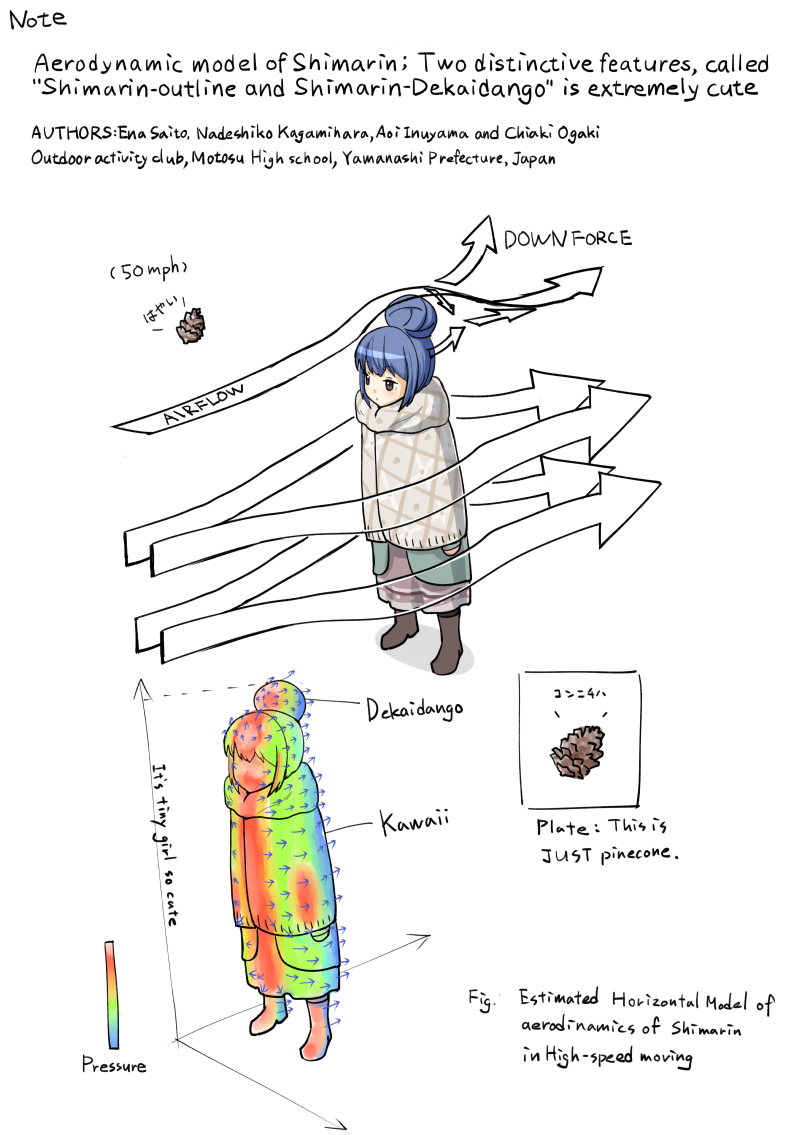 Note
Aerodynamic model of Shimarin; Two distinctive features, called
"Shimarin-outline and Shimarin-Dekaidango" is extremely cute
AUTHORS:Ena Saito, Nadeshiko Kagamihara, Aoi Inuyama and Chiaki Ogaki
Outdoor activity club, Motosu High school, Yamanashi Prefecture, Japan
DOWNFORCE
(50mph)
はやい
AIRFLOW
Dekaidango
コンニチハ
It's tiny girl so cute
Kawaii
Plate: This is
JUST pinecone.
Pressure
Fig. Estimated Horizontal Model of
aerodinamics of Shimarin
in High-speed moving